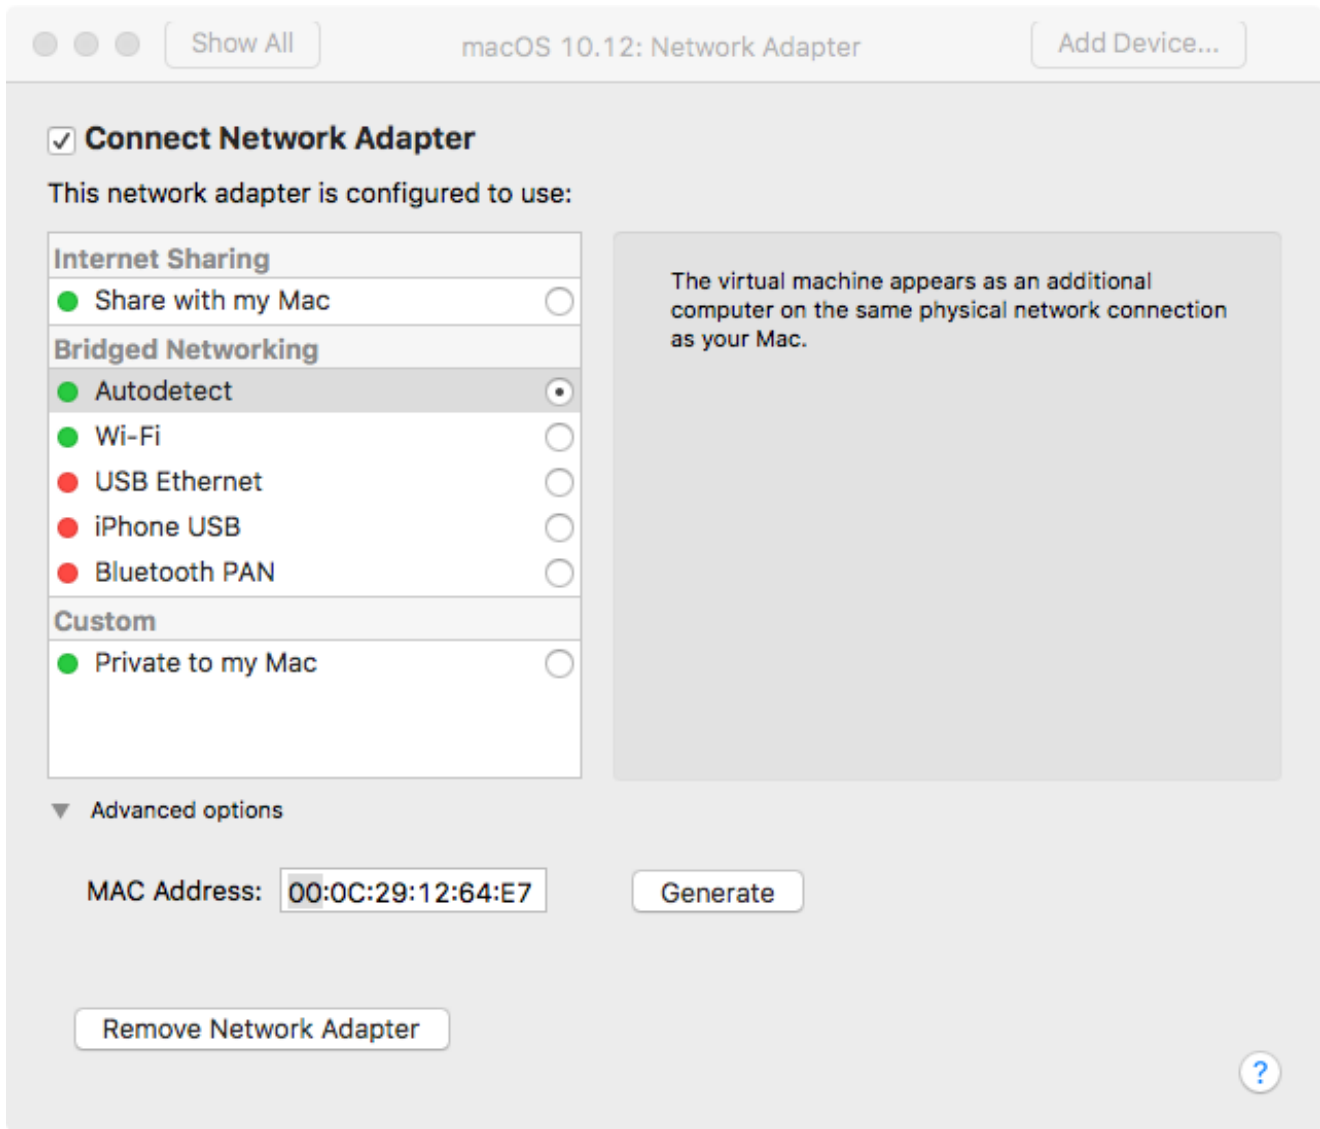 Show All
macOS 10.12: Network Adapter
Add Device...
Connect Network Adapter
This network adapter is configured to use:
Internet Sharing
Share with my Mac
Bridged Networking
Autodetect
Wi-Fi
USB Ethernet
iPhone USB
Bluetooth PAN
Custom
Private to my Mac
The virtual machine appears as an additional
computer on the same physical network connection
as your Mac.
Advanced options
MAC Address: 00:0C:29:12:64:E7
Generate
Remove Network Adapter
?